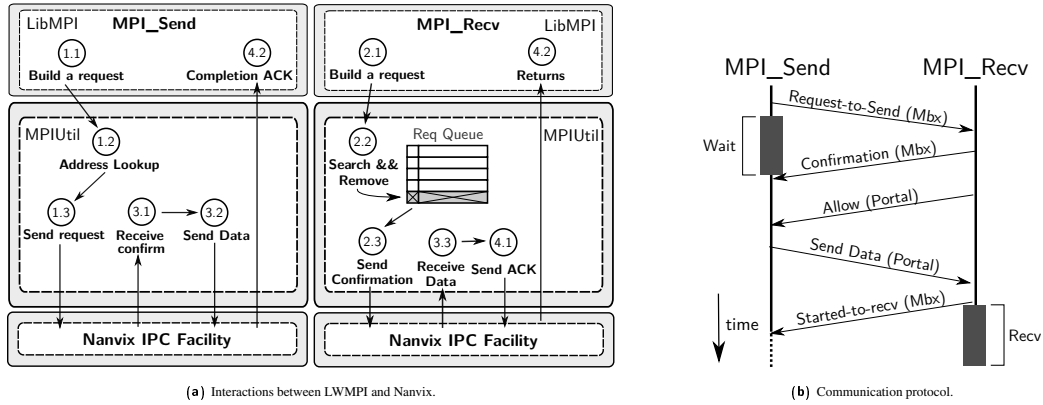 LibMPI
MPI_Send
1.1
Build a request
4.2
Completion ACK
MPIUtil
1.2
Address Lookup
1.3
Send request
3.1
Receive
confirm
3.2
Send Data
Nanvix IPC Facility
MPI_Recv
LibMPI
2.1
Build a request
4.2
Returns
MPIUtil
2.2
Search &&
Remove
Req Queue
2.3
Send
Confirmation
3.3
Receive
Data
4.1
Send ACK
Nanvix IPC Facility
(a) Interactions between LWMPI and Nanvix.
MPI_Send
MPI_Recv
Request-to-Send (Mbx)
Wait
Confirmation (Mbx)
Allow (Portal)
Send Data (Portal)
Started-to-recv (Mbx)
time
Recv
(b) Communication protocol.